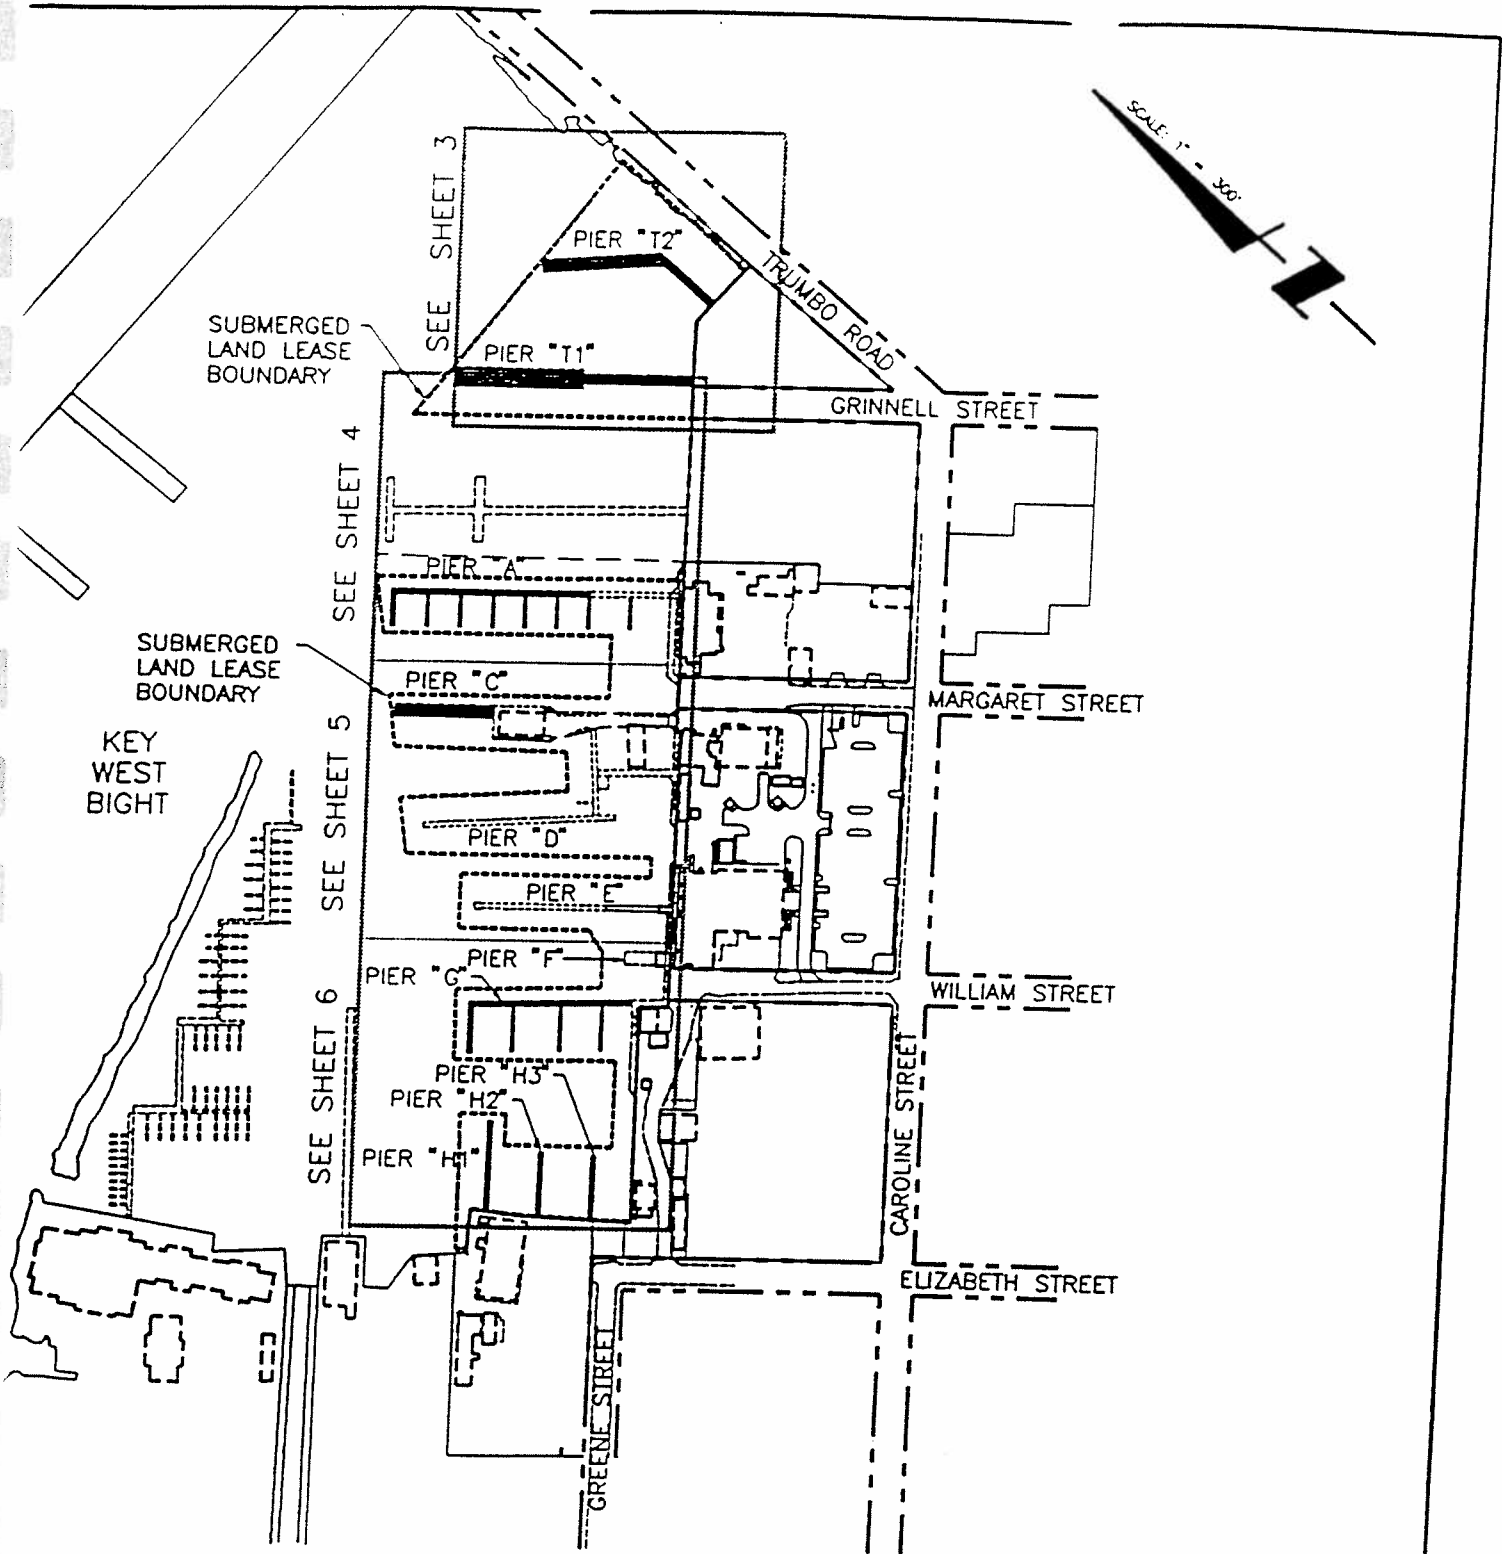 SCALE: 1" - 300'
SEE SHEET 3
PIER "T2"
TRUMBO ROAD
SUBMERGED
LAND LEASE
BOUNDARY
PIER "T1"
GRINNELL STREET
SEE SHEET 4
PIER "A"
SUBMERGED
LAND LEASE
BOUNDARY
PIER "C"
MARGARET STREET
KEY
WEST
BIGHT
SEE SHEET 5
PIER "D"
PIER "E"
PIER "F"
PIER "G"
WILLIAM STREET
SEE SHEET 6
PIER "H3"
PIER "H2"
PIER "H1"
CAROLINE STREET
ELIZABETH STREET
GREENE STREET
N